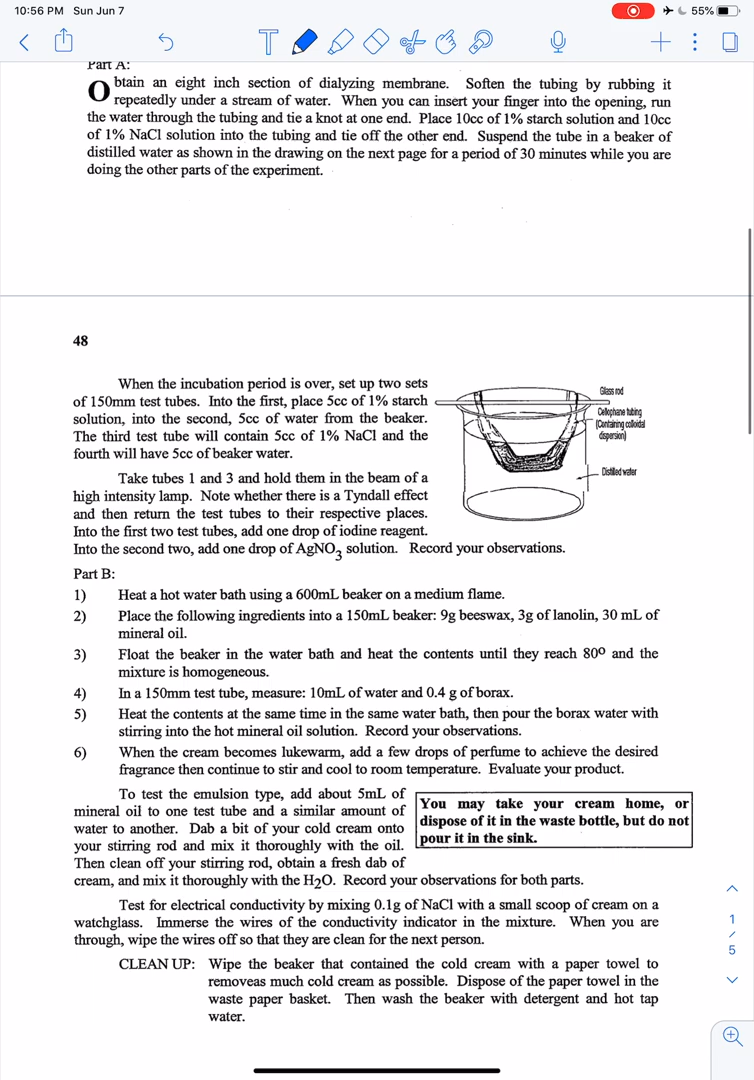 10:56 PM Sun Jun 7
55%
Part A:
Obtain an eight inch section of dialyzing membrane. Soften the tubing by rubbing it
repeatedly under a stream of water. When you can insert your finger into the opening, run
the water through the tubing and tie a knot at one end. Place 10cc of 1% starch solution and 10cc
of 1% NaCl solution into the tubing and tie off the other end. Suspend the tube in a beaker of
distilled water as shown in the drawing on the next page for a period of 30 minutes while you are
doing the other parts of the experiment.
48
When the incubation period is over, set up two sets
of 150mm test tubes. Into the first, place 5cc of 1% starch
solution, into the second, 5cc of water from the beaker.
The third test tube will contain 5cc of 1% NaCl and the
fourth will have 5cc of beaker water.
Glass rod
Cellophane tubing
(Containing colloidal
dispersion)
Distilled water
Take tubes 1 and 3 and hold them in the beam of a
high intensity lamp. Note whether there is a Tyndall effect
and then return the test tubes to their respective places.
Into the first two test tubes, add one drop of iodine reagent.
Into the second two, add one drop of AgNO3 solution. Record your observations.
Part B:
1) Heat a hot water bath using a 600mL beaker on a medium flame.
2) Place the following ingredients into a 150mL beaker: 9g beeswax, 3g of lanolin, 30 mL of
mineral oil.
3) Float the beaker in the water bath and heat the contents until they reach 80º and the
mixture is homogeneous.
4) In a 150mm test tube, measure: 10mL of water and 0.4 g of borax.
5) Heat the contents at the same time in the same water bath, then pour the borax water with
stirring into the hot mineral oil solution. Record your observations.
6) When the cream becomes lukewarm, add a few drops of perfume to achieve the desired
fragrance then continue to stir and cool to room temperature. Evaluate your product.
To test the emulsion type, add about 5mL of
mineral oil to one test tube and a similar amount of
water to another. Dab a bit of your cold cream onto
your stirring rod and mix it thoroughly with the oil.
Then clean off your stirring rod, obtain a fresh dab of
cream, and mix it thoroughly with the H2O. Record your observations for both parts.
You may take your cream home, or
dispose of it in the waste bottle, but do not
pour it in the sink.
Test for electrical conductivity by mixing 0.1g of NaCl with a small scoop of cream on a
watchglass. Immerse the wires of the conductivity indicator in the mixture. When you are
through, wipe the wires off so that they are clean for the next person.
CLEAN UP: Wipe the beaker that contained the cold cream with a paper towel to
removeas much cold cream as possible. Dispose of the paper towel in the
waste paper basket. Then wash the beaker with detergent and hot tap
water.
1
/
5